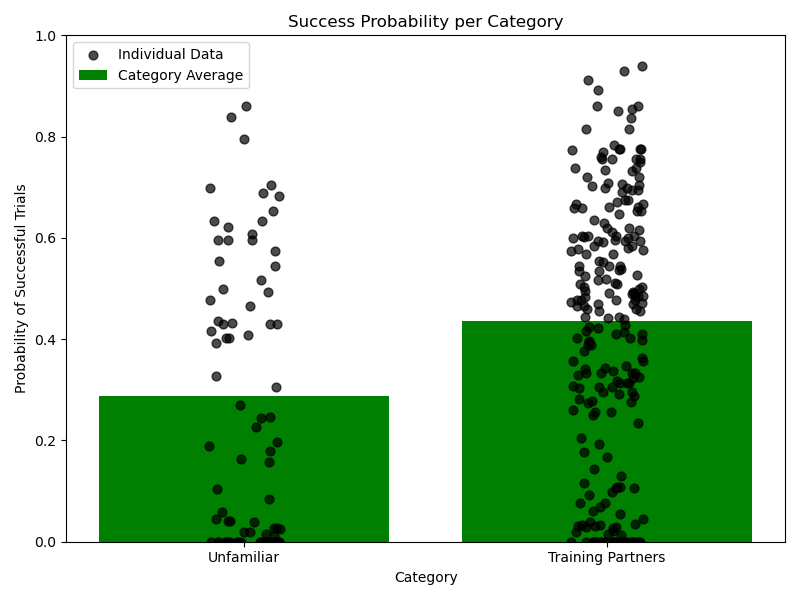 Success Probability per Category
Individual Data
Category Average
Probability of Successful Trials
1.0
0.8
0.6
0.4
0.2
0.0
Unfamiliar
Training Partners
Category